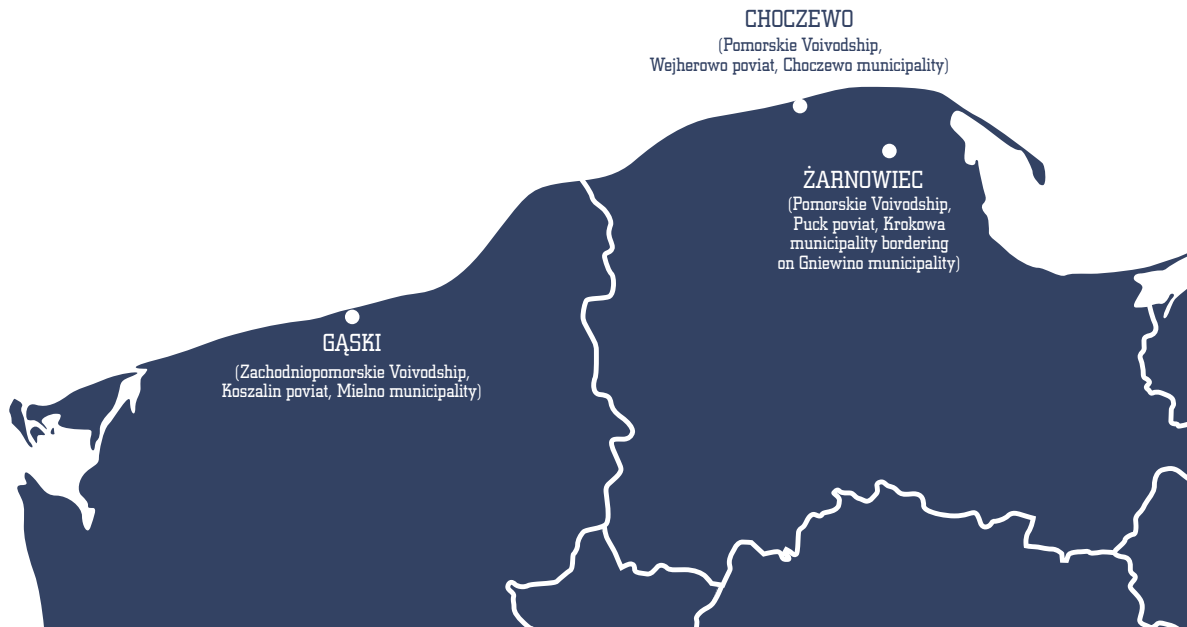 CHOCZEWO
(Pomorskie Voivodship,
Wejherowo poviat, Choczewo municipality)
ŻARNOWIEC
(Pomorskie Voivodship,
Puck poviat, Krokowa
municipality bordering
on Gniewino municipality)
GĄSKI
(Zachodniopomorskie Voivodship,
Koszalin poviat, Mielno municipality)